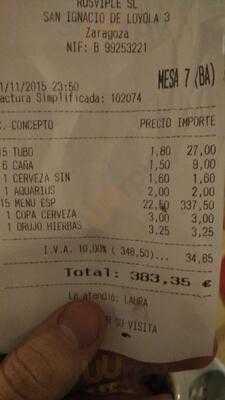 ROSVIPLE SL
SAN IGNACIO DE LOYOLA 3
Zaragoza
NIF: B 99253221
1/11/2015 23:50 MESA 7 (BA)
actura Simplificada: 102074
. CONCEPTO PRECIO IMPORTE
15 TUBO 1,80 27,00
6 CAÑA 1,50 9,00
1 CERVEZA SIN 1,60 1,60
1 AQUARIUS 2,00 2,00
15 MENU ESP 22,50 337,50
1 COPA CERVEZA 3,00 3,00
1 ORUJO HIERBAS 3,25 3,25
I.V.A. 10,00% ( 348,50)... 34,85
Total: 383,35 €
La atendió: LAURA
SU VISITA